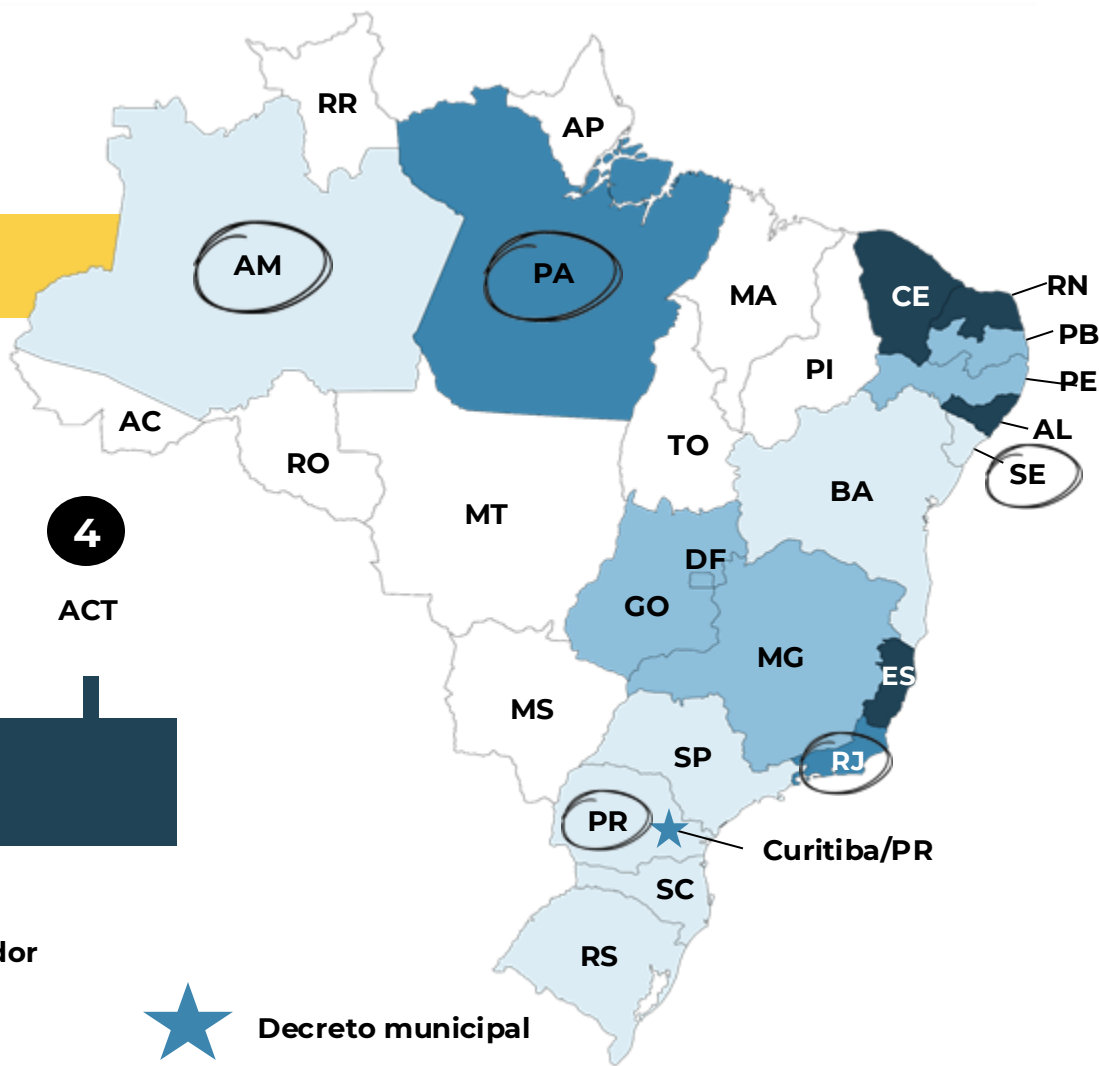 RR
AP
AM
PA
MA
CE
RN
PB
PI
PE
AC
AL
TO
RO
SE
BA
MT
4
DF
GO
ACT
MG
ES
MS
SP
RJ
PR
Curitiba/PR
SC
dor
RS
Decreto municipal